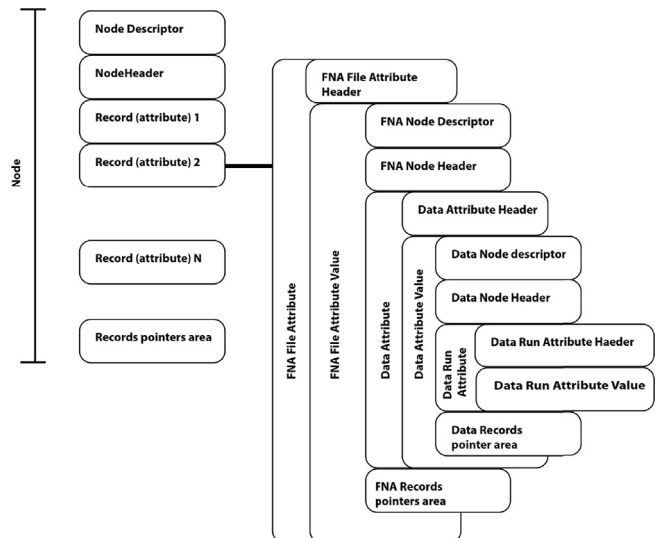 Node
Node Descriptor
NodeHeader
Record (attribute) 1
Record (attribute) 2
Record (attribute) N
Records pointers area
FNA File Attribute
FNA File Attribute
Header
FNA File Attribute Value
FNA Node Descriptor
FNA Node Header
Data Attribute
Data Attribute Header
Data Attribute Value
Data Node descriptor
Data Node Header
Data Run
Attribute
Data Run Attribute Haeder
Data Run Attribute Value
Data Records
pointer area
FNA Records
pointers area